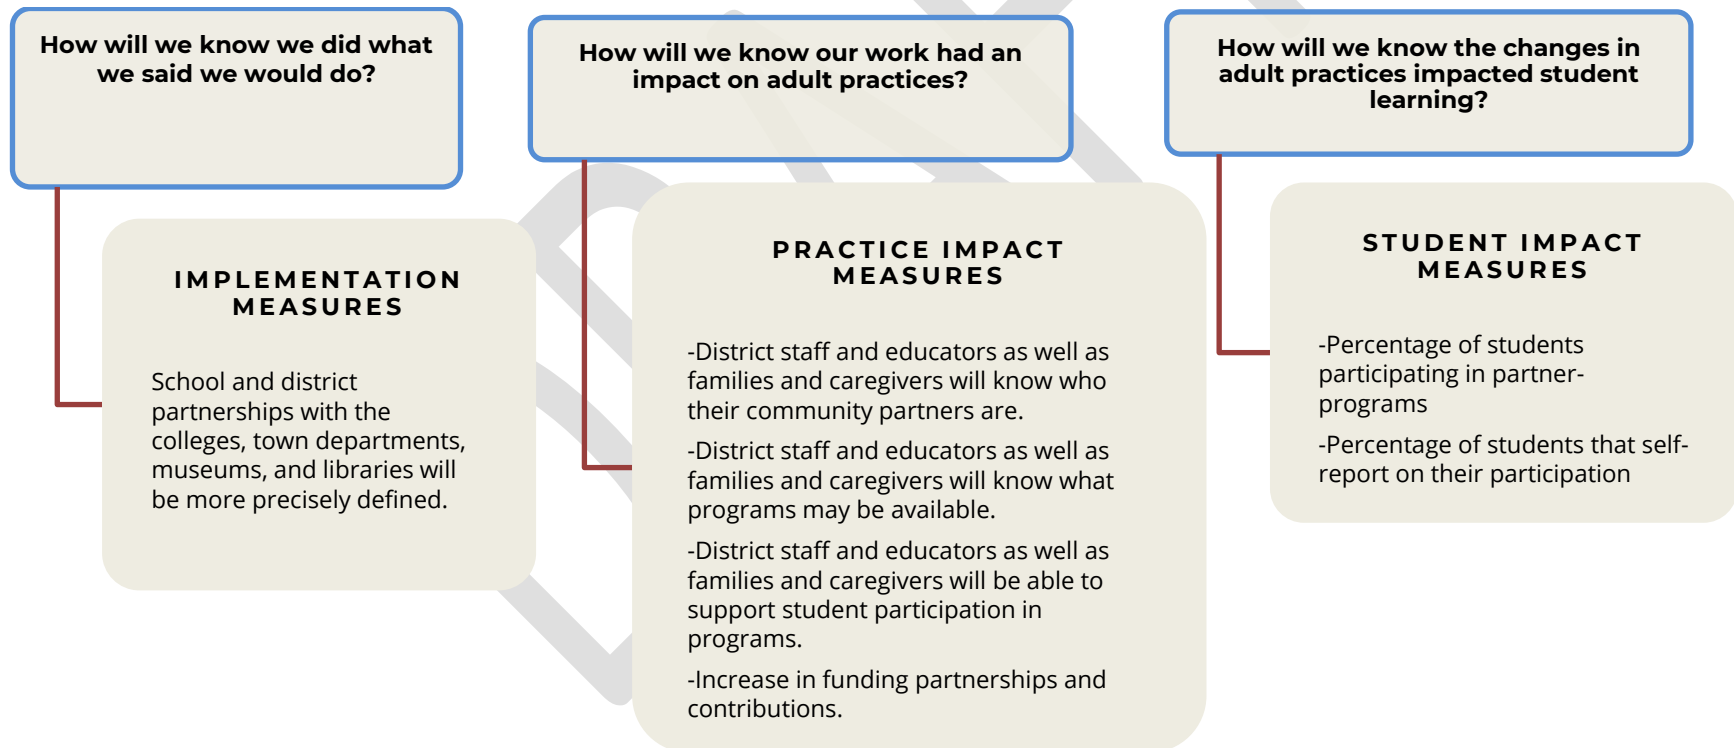 How will we know we did what
we said we would do?
IMPLEMENTATION
MEASURES
School and district
partnerships with the
colleges, town departments,
museums, and libraries will
be more precisely defined.
How will we know our work had an
impact on adult practices?
PRACTICE IMPACT
MEASURES
-District staff and educators as well as
families and caregivers will know who
their community partners are.
-District staff and educators as well as
families and caregivers will know what
programs may be available.
-District staff and educators as well as
families and caregivers will be able to
support student participation in
programs.
-Increase in funding partnerships and
contributions.
How will we know the changes in
adult practices impacted student
learning?
STUDENT IMPACT
MEASURES
-Percentage of students
participating in partner-
programs
-Percentage of students that self-
report on their participation